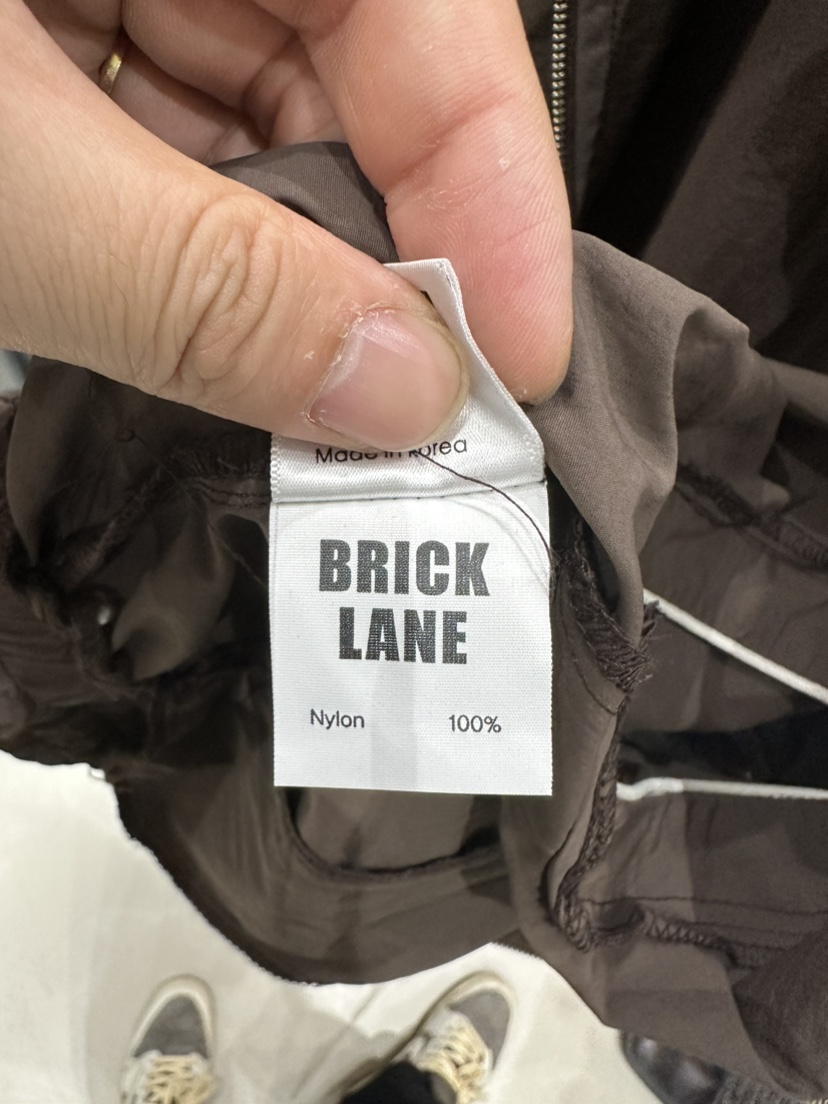 Made in Korea
BRICK
LANE
Nylon 100%